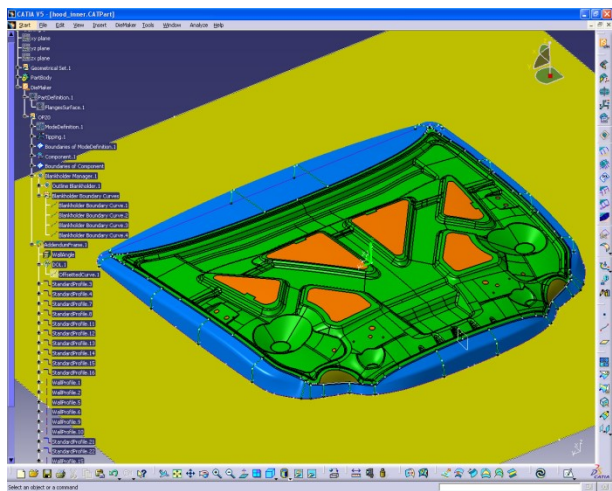 CATIA V5 - [hood_inner.CATPart]
Start File Edit View Insert DieMaker Tools Window Analyze Help
xy plane
yz plane
zx plane
Geometrical Set.1
PartBody
DieMaker
PartDefinition.1
FlangesSurface.1
OP20
ModeDefinition.1
Tipping.1
Boundaries of ModeDefinition.1
Component.1
Boundaries of Component
Blankholder Manager.1
Outline Blankholder.1
Blankholder Boundary Curves
Blankholder Boundary Curve.1
Blankholder Boundary Curve.2
Blankholder Boundary Curve.3
Blankholder Boundary Curve.4
AddendumFrame.1
WallAngle
DOL.1
OffsettedCurve.1
StandardProfile.3
StandardProfile.4
StandardProfile.7
StandardProfile.8
StandardProfile.11
StandardProfile.12
StandardProfile.13
StandardProfile.14
StandardProfile.15
StandardProfile.16
WallProfile.1
WallProfile.2
WallProfile.5
WallProfile.6
WallProfile.9
WallProfile.10
StandardProfile.21
StandardProfile.22
WallProfile.15
CATIA
Select an object or a command